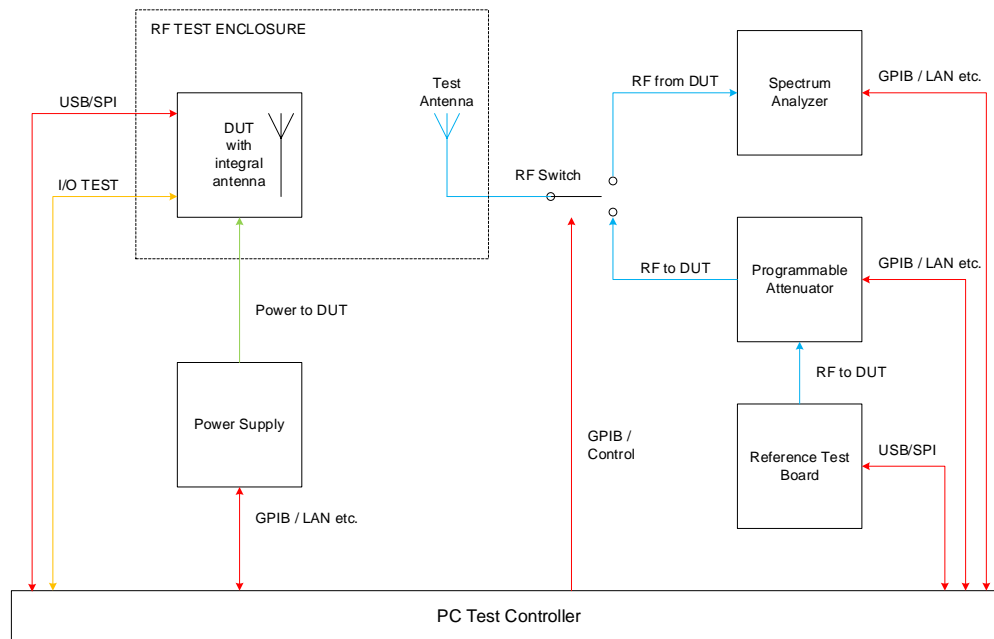 RF TEST ENCLOSURE
USB/SPI
I/O TEST
DUT
with
integral
antenna
Test
Antenna
RF Switch
RF from DUT
Spectrum
Analyzer
GPIB / LAN etc.
RF to DUT
Programmable
Attenuator
GPIB / LAN etc.
Power to DUT
RF to DUT
Power Supply
GPIB /
Control
Reference Test
Board
USB/SPI
GPIB / LAN etc.
PC Test Controller